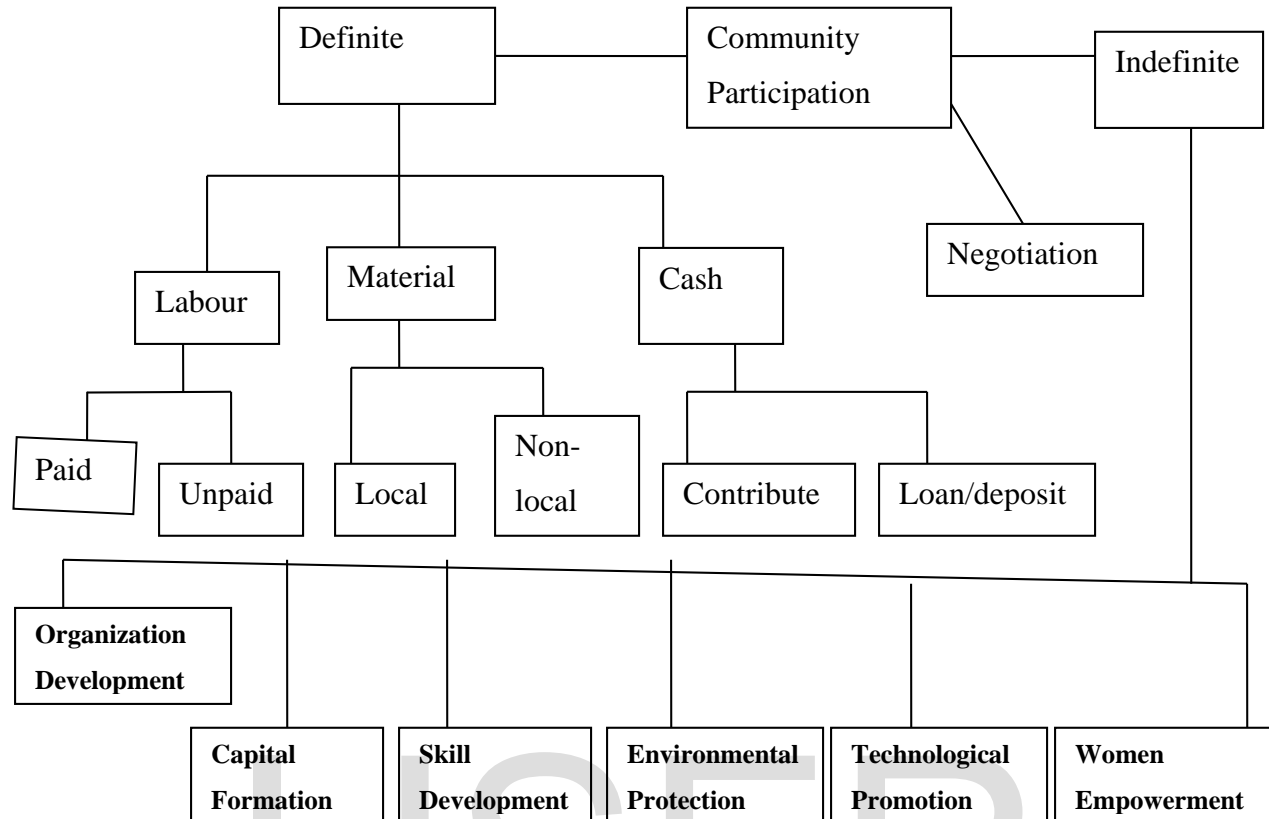 Definite
Community
Participation
Indefinite
Negotiation
Labour
Material
Cash
Paid
Unpaid
Local
Non-
local
Contribute
Loan/deposit
Organization
Development
Capital
Formation
Skill
Development
Environmental
Protection
Technological
Promotion
Women
Empowerment